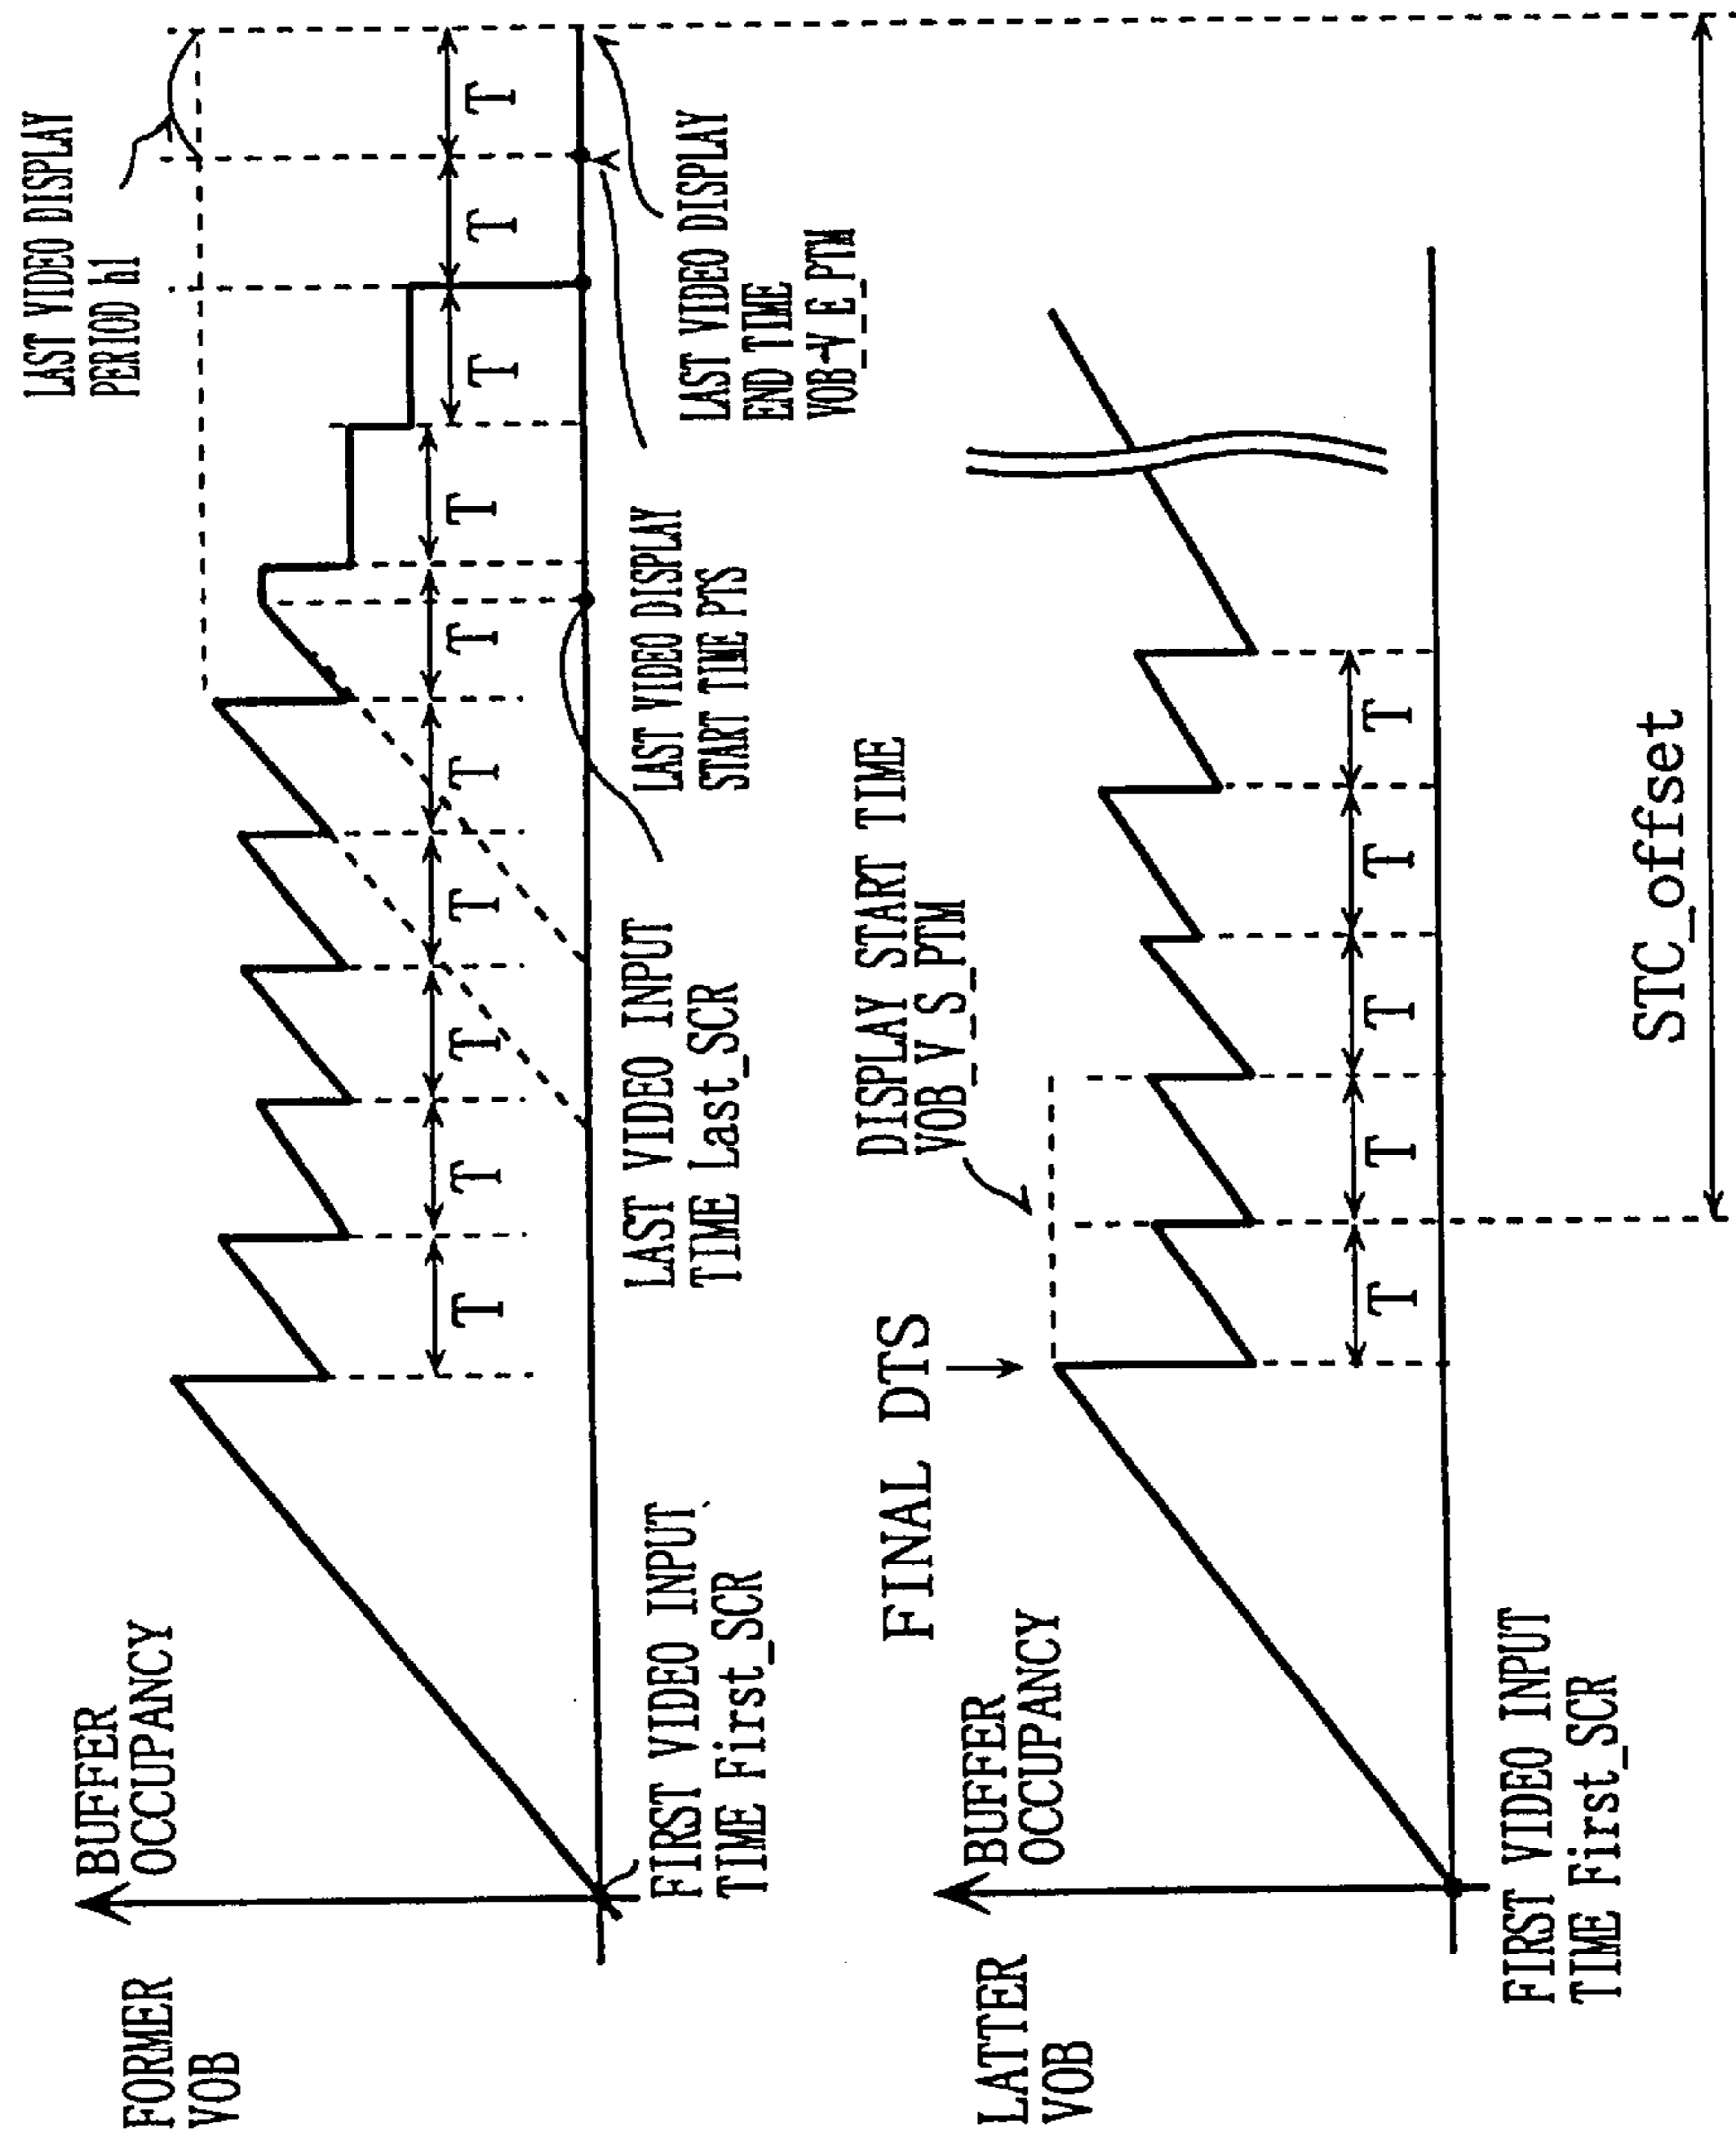 FORMER
VOB
BUFFER
OCCUPANCY
LAST VIDEO DISPLAY
PERIOD h1
T
T
T
T
T
T
T
T
T
T
FIRST VIDEO INPUT
TIME First_SCR
LAST VIDEO INPUT
TIME Last_SCR
LAST VIDEO DISPLAY
START TIME PTS
LAST VIDEO DISPLAY
END TIME
VOB_V_E_PTM
LATTER
VOB
BUFFER
OCCUPANCY
FINAL DTS
DISPLAY START TIME
VOB_V_S_PTM
T
T
T
T
T
FIRST VIDEO INPUT
TIME First_SCR
STC_offset